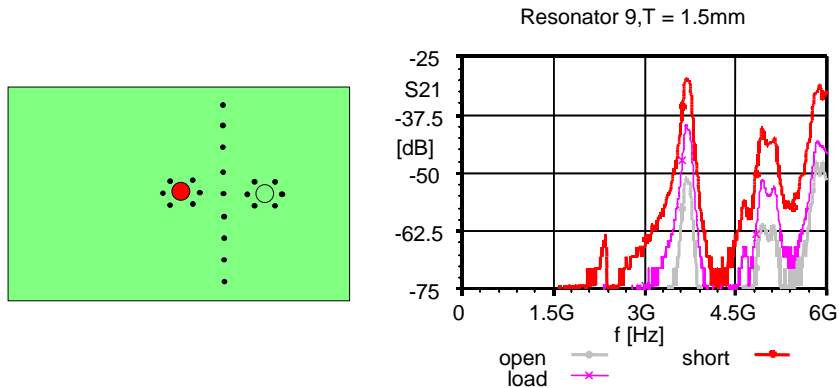 Resonator 9,T = 1.5mm
-25
S21
-37.5
[dB]
-50
-62.5
-75
0 1.5G 3G 4.5G 6G
f [Hz]
open short
load